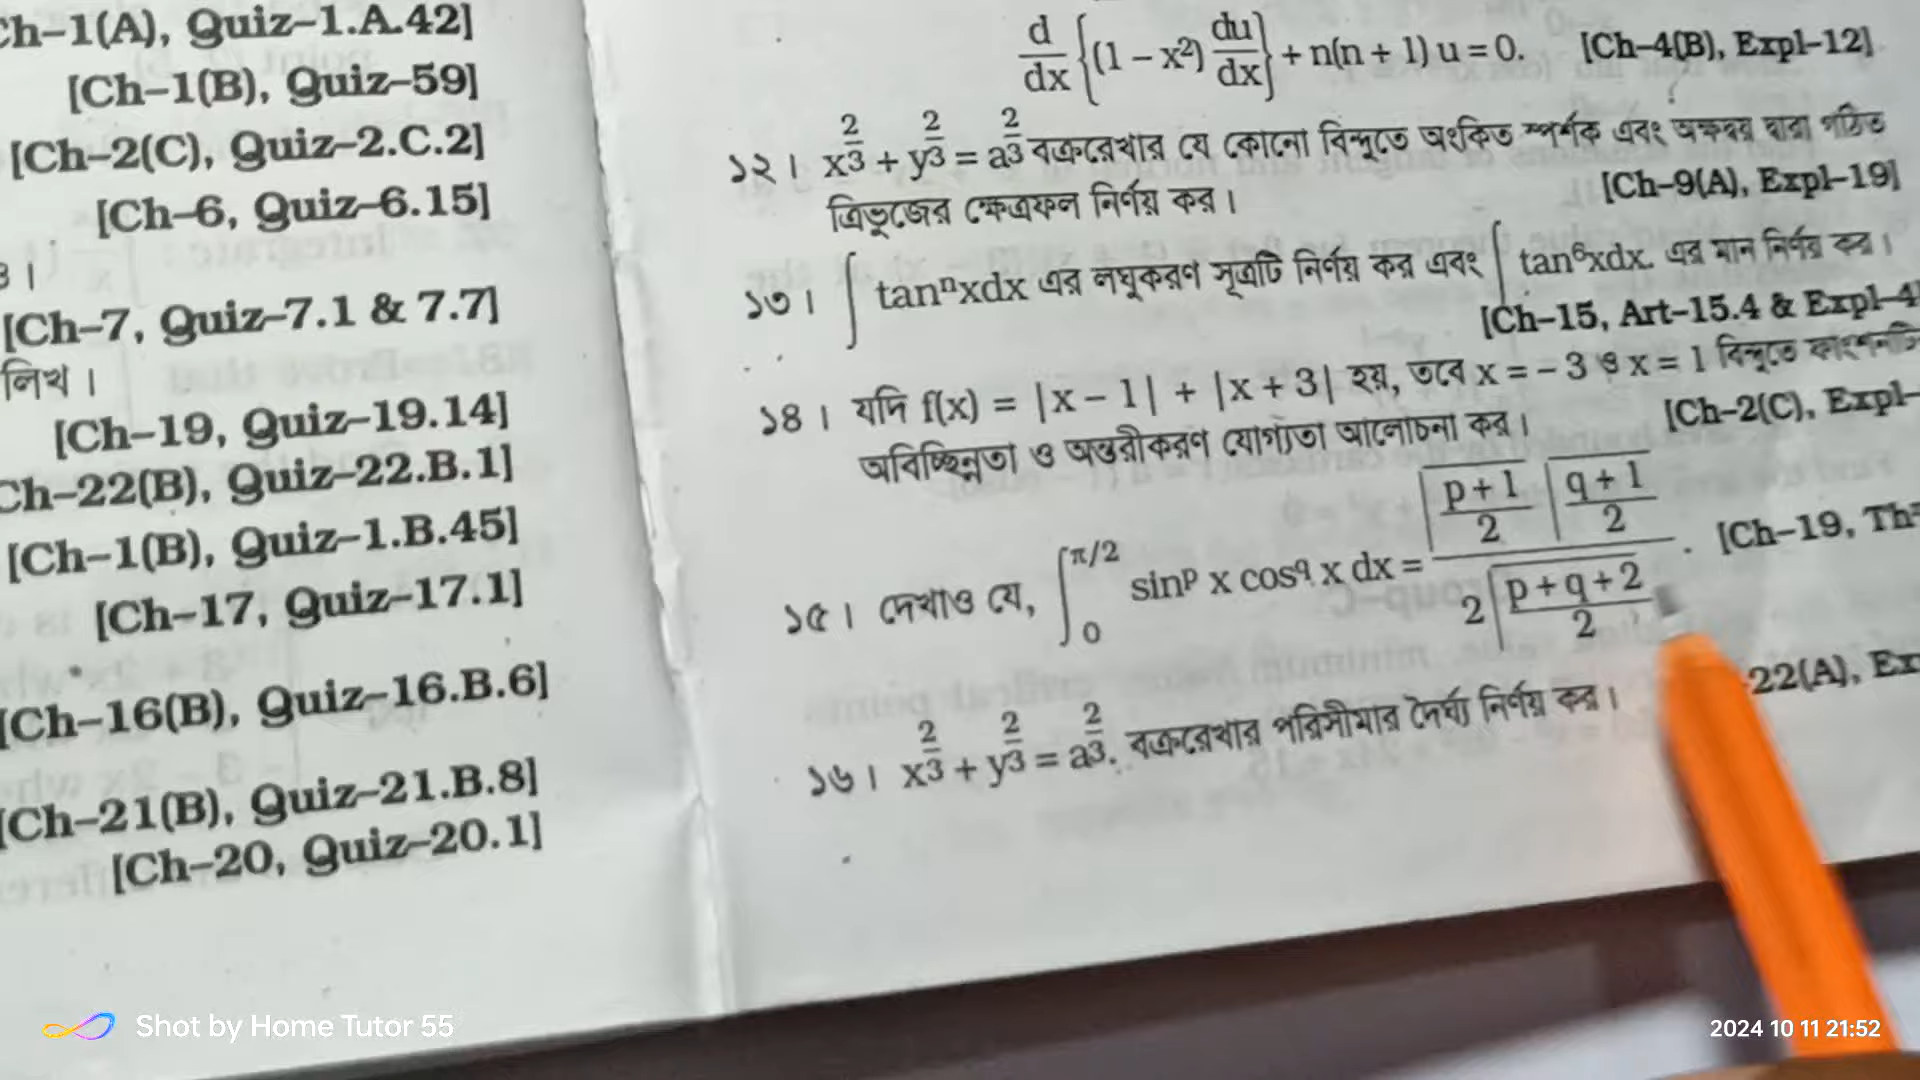 Ch–1(A), Quiz–1.A.42]
[Ch–1(B), Quiz–59]
[Ch–2(C), Quiz–2.C.2]
[Ch–6, Quiz–6.15]
৪।
[Ch–7, Quiz–7.1 & 7.7]
লিখ।
[Ch–19, Quiz–19.14]
Ch–22(B), Quiz–22.B.1]
[Ch–1(B), Quiz–1.B.45]
[Ch–17, Quiz–17.1]
[Ch–16(B), Quiz–16.B.6]
[Ch–21(B), Quiz–21.B.8]
[Ch–20, Quiz–20.1]
d/dx {(1 – x²) du/dx} + n(n + 1) u = 0. [Ch–4(B), Expl–12]
১২। x^(2/3) + y^(2/3) = a^(2/3) বক্ররেখার যে কোনো বিন্দুতে অংকিত স্পর্শক এবং অক্ষদ্বয় দ্বারা গঠিত
ত্রিভুজের ক্ষেত্রফল নির্ণয় কর। [Ch–9(A), Expl–19]
১৩। ∫ tanⁿxdx এর লঘুকরণ সূত্রটি নির্ণয় কর এবং ∫ tan⁶xdx. এর মান নির্ণয় কর।
[Ch–15, Art–15.4 & Expl–4
১৪। যদি f(x) = |x – 1| + |x + 3| হয়, তবে x = – 3 ও x = 1 বিন্দুতে
অবিচ্ছিন্নতা ও অন্তরীকরণ যোগ্যতা আলোচনা কর। [Ch–2(C), Expl–
১৫। দেখাও যে, ∫₀^(π/2) sin^p x cos^q x dx = Γ((p + 1)/2) Γ((q + 1)/2) / 2Γ((p + q + 2)/2). [Ch–19, Th
22(A), Ex
১৬। x^(2/3) + y^(2/3) = a^(2/3). বক্ররেখার পরিসীমার দৈর্ঘ্য নির্ণয় কর।
Shot by Home Tutor 55
2024 10 11 21:52